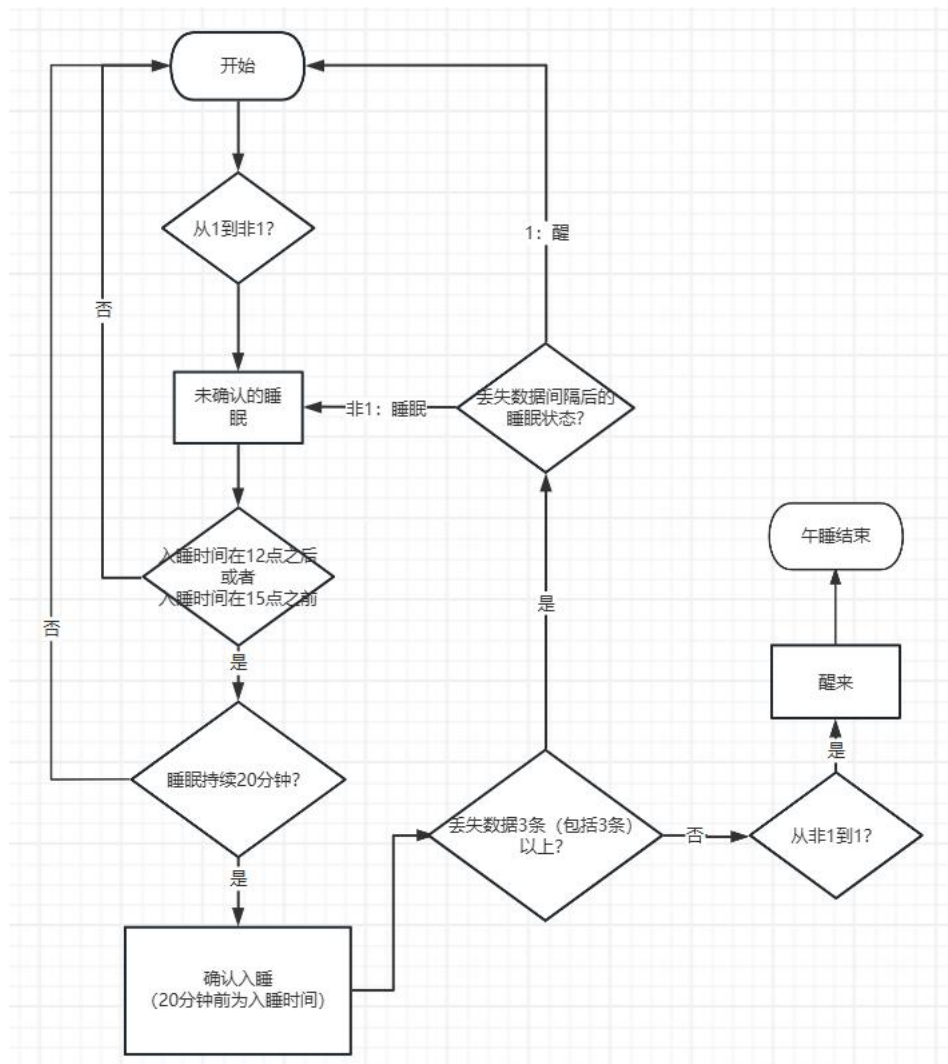 开始
从1到非1?
1：醒
否
未确认的睡
眠
非1：睡眠
丢失数据间隔后的
睡眠状态?
入睡时间在12点之后
或者
入睡时间在15点之前
午睡结束
是
否
是
醒来
睡眠持续20分钟?
是
丢失数据3条（包括3条）
以上?
否
从非1到1?
是
确认入睡
（20分钟前为入睡时间）